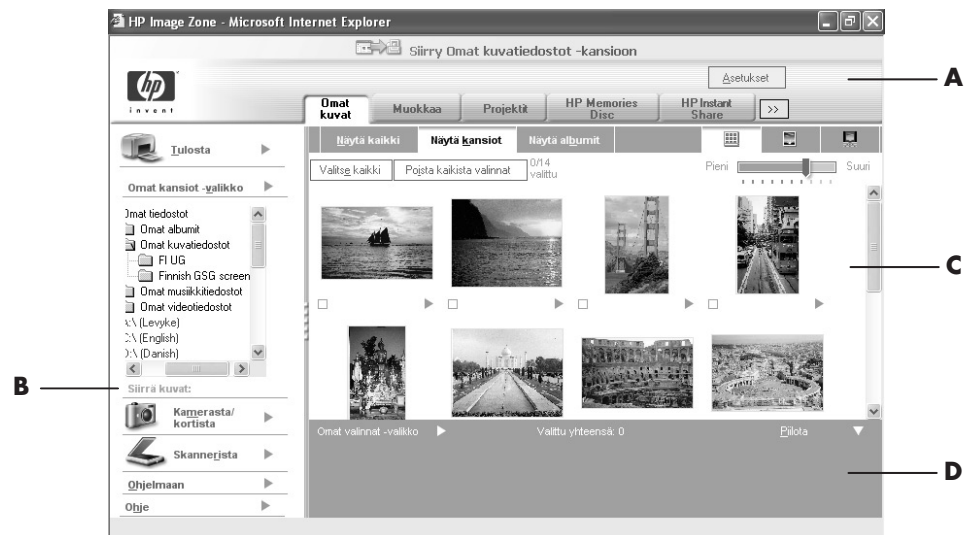 HP Image Zone - Microsoft Internet Explorer
Siirry Omat kuvatiedostot -kansioon
hp
invent
Asetukset
A
Omat kuvat
Muokkaa
Projektit
HP Memories Disc
HP Instant Share
>>
Tulosta
Näytä kaikki
Näytä kansiot
Näytä albumit
Valitse kaikki
Poista kaikista valinnat
0/14 valittu
Pieni
Suuri
Omat kansiot -valikko
Omat tiedostot
Omat albumit
Omat kuvatiedostot
FI UG
Finnish GSG screen
Omat musiikkitiedostot
Omat videotiedostot
A:\ (Levyke)
C:\ (English)
D:\ (Danish)
C
B
Siirrä kuvat:
Kamerasta/
kortista
Skannerista
Ohjelmaan
Ohje
Omat valinnat -valikko
Valittu yhteensä: 0
Piilota
D